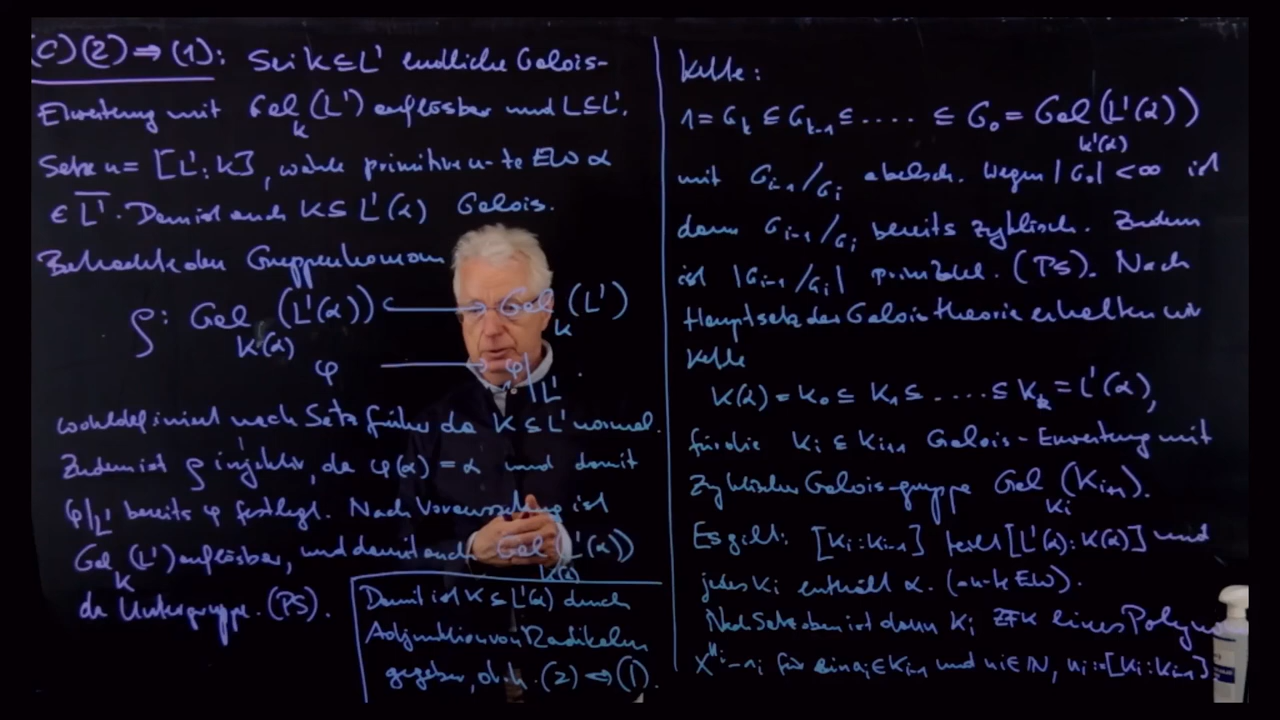 (C) (2) ⇒ (1): Sei k ⊆ L' endliche Galois-
Erweiterung mit Gal_k (L') auflösbar und L ⊆ L'.
Setze n = [L' : K], wähle primitive n-te EW α
∈ \overline{L'}. Dann ist auch K ⊆ L'(α) Galois.
Betrachte den Gruppenhomom
ρ: Gal_{K(α)} (L'(α)) ↪ Gal_k (L')
φ ⟶ φ|_{L'}
wohldefiniert nach Satz früher da K ⊆ L' normal.
Zudem ist ρ injektiv, da φ(α) = α und damit
φ|_{L'} bereits φ festlegt. Nach Voraussetzung ist
Gal_K (L') auflösbar, und damit auch Gal_{K(α)} (L'(α))
da Untergruppe. (PS).
Damit ist K ⊆ L'(α) durch
Adjunktion von Radikalen
gegeben, d.h. (2) ⇔ (1).
Kette:
1 = G_k ⊆ G_{k-1} ⊆ .... ⊆ G_0 = Gal_{K'(α)} (L'(α))
mit G_{i-1}/G_i abelsch. Wegen |G_0| < ∞ ist
dann G_{i-1}/G_i bereits zyklisch. Zudem
ist |G_{i-1}/G_i| primzahl. (PS). Nach
Hauptsatz der Galoistheorie erhalten wir
Kette
K(α) = K_0 ⊆ K_1 ⊆ ..... ⊆ K_k = L'(α),
für die K_i ⊆ K_{i+1} Galois-Erweiterung mit
zyklischer Galois-gruppe Gal_{K_i} (K_{i+1}).
Es gilt: [K_i : K_{i-1}] teilt [L'(α) : K(α)] und
jedes K_i enthält α. (α n-te EW).
Nach Satz oben ist dann K_i ZFK eines Polynoms
X^{n_i} - a_i für ein a_i ∈ K_{i-1} und n_i ∈ ℕ, n_i := [K_i : K_{i-1}]